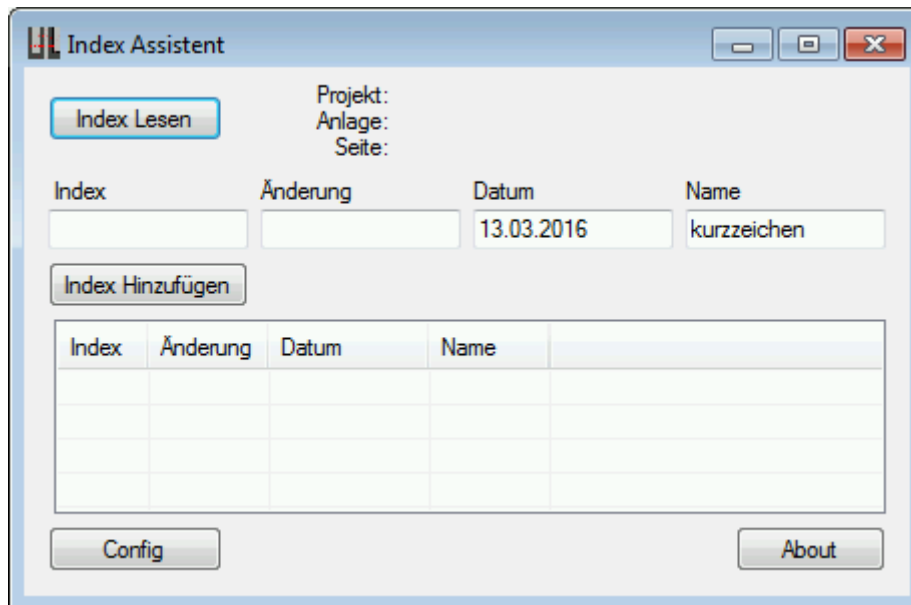 Index Assistent
Index Lesen
Projekt:
Anlage:
Seite:
Index Änderung Datum Name
13.03.2016 kurzzeichen
Index Hinzufügen
Index Änderung Datum Name
Config About